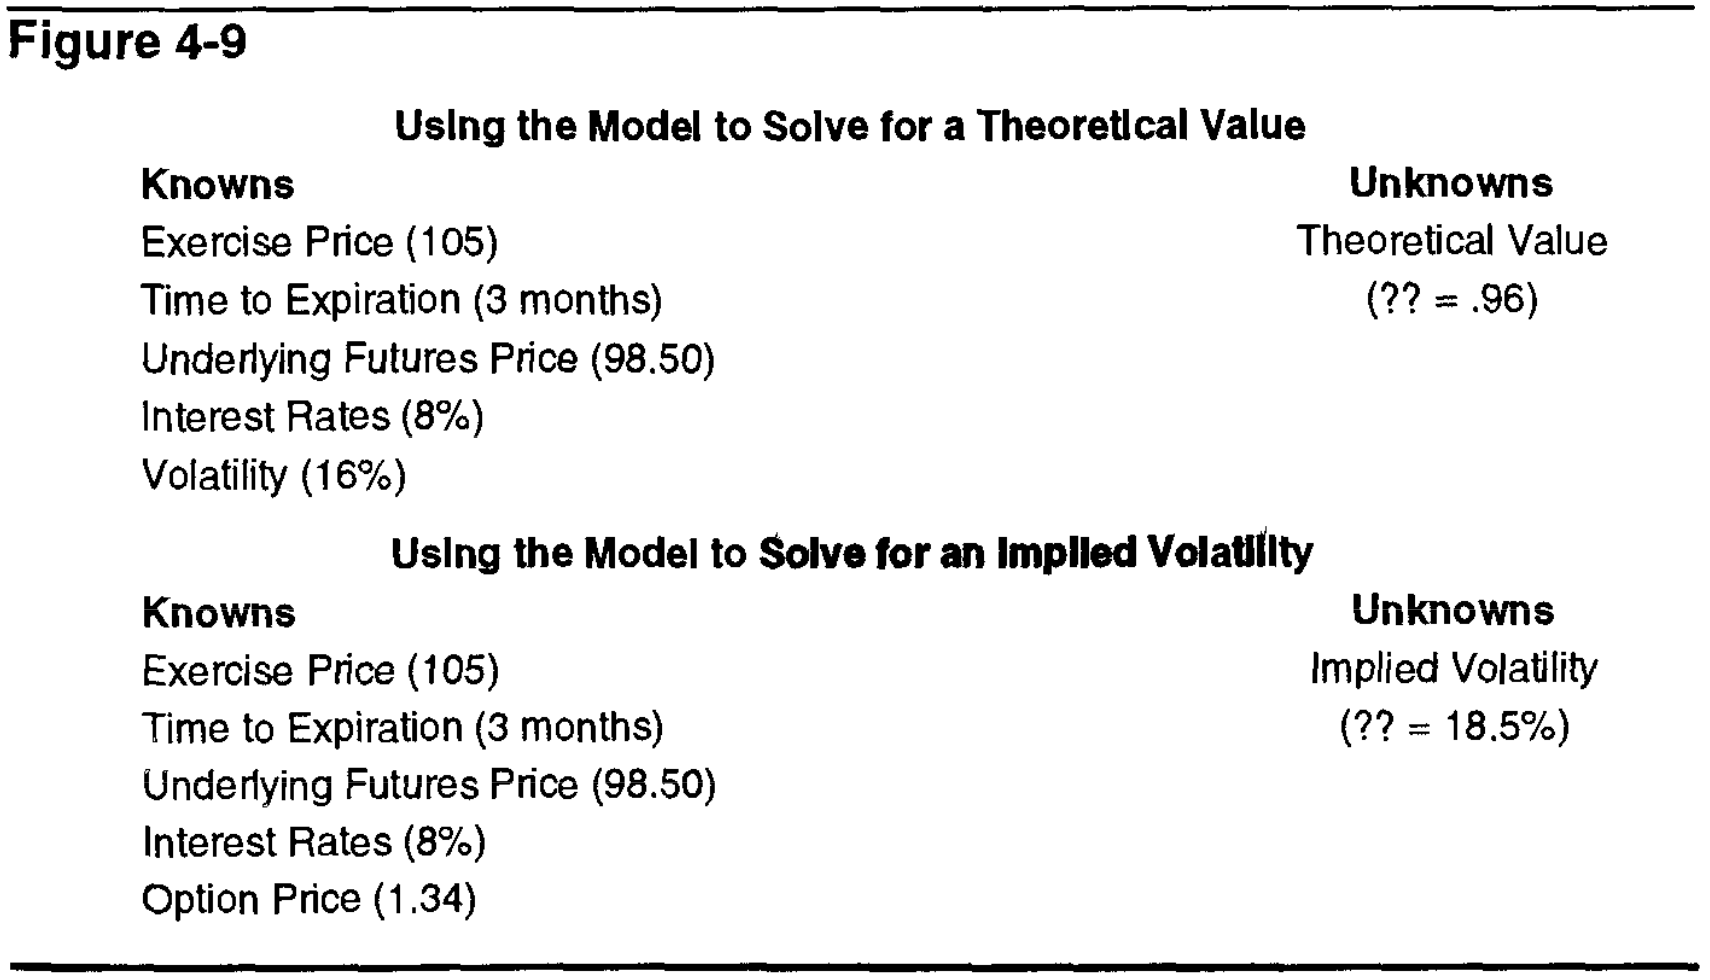 Figure 4-9
Using the Model to Solve for a Theoretical Value
Knowns Unknowns
Exercise Price (105) Theoretical Value
Time to Expiration (3 months) (?? = .96)
Underlying Futures Price (98.50)
Interest Rates (8%)
Volatility (16%)
Using the Model to Solve for an Implied Volatility
Knowns Unknowns
Exercise Price (105) Implied Volatility
Time to Expiration (3 months) (?? = 18.5%)
Underlying Futures Price (98.50)
Interest Rates (8%)
Option Price (1.34)